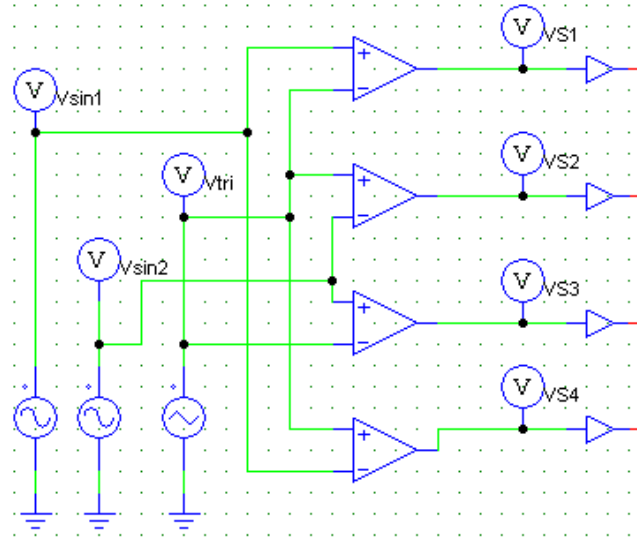 V VS1
V Vsin1
+
−
V VS2
V Vtri
+
−
V Vsin2
V VS3
+
−
V VS4
+
−